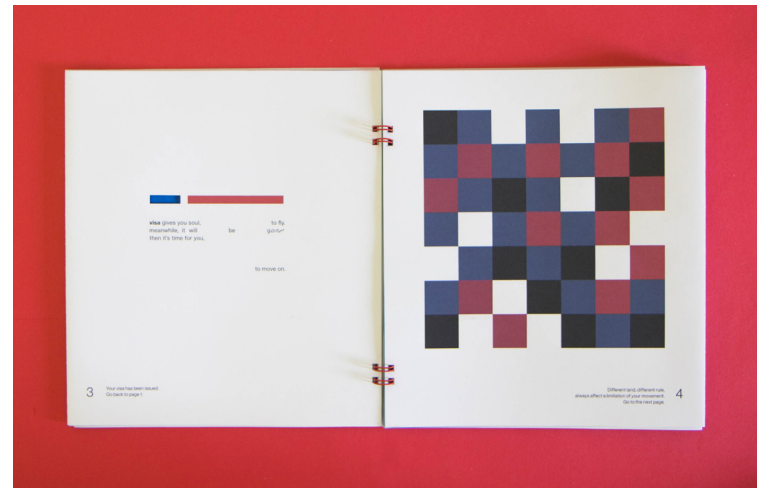 visa gives you soul, to fly.
meanwhile, it will be
then it's time for you,
to move on.
3
Your visa has been issued.
Go back to page 1
Different land, different rule,
always affect a limitation of your movement.
Go to the next page.
4